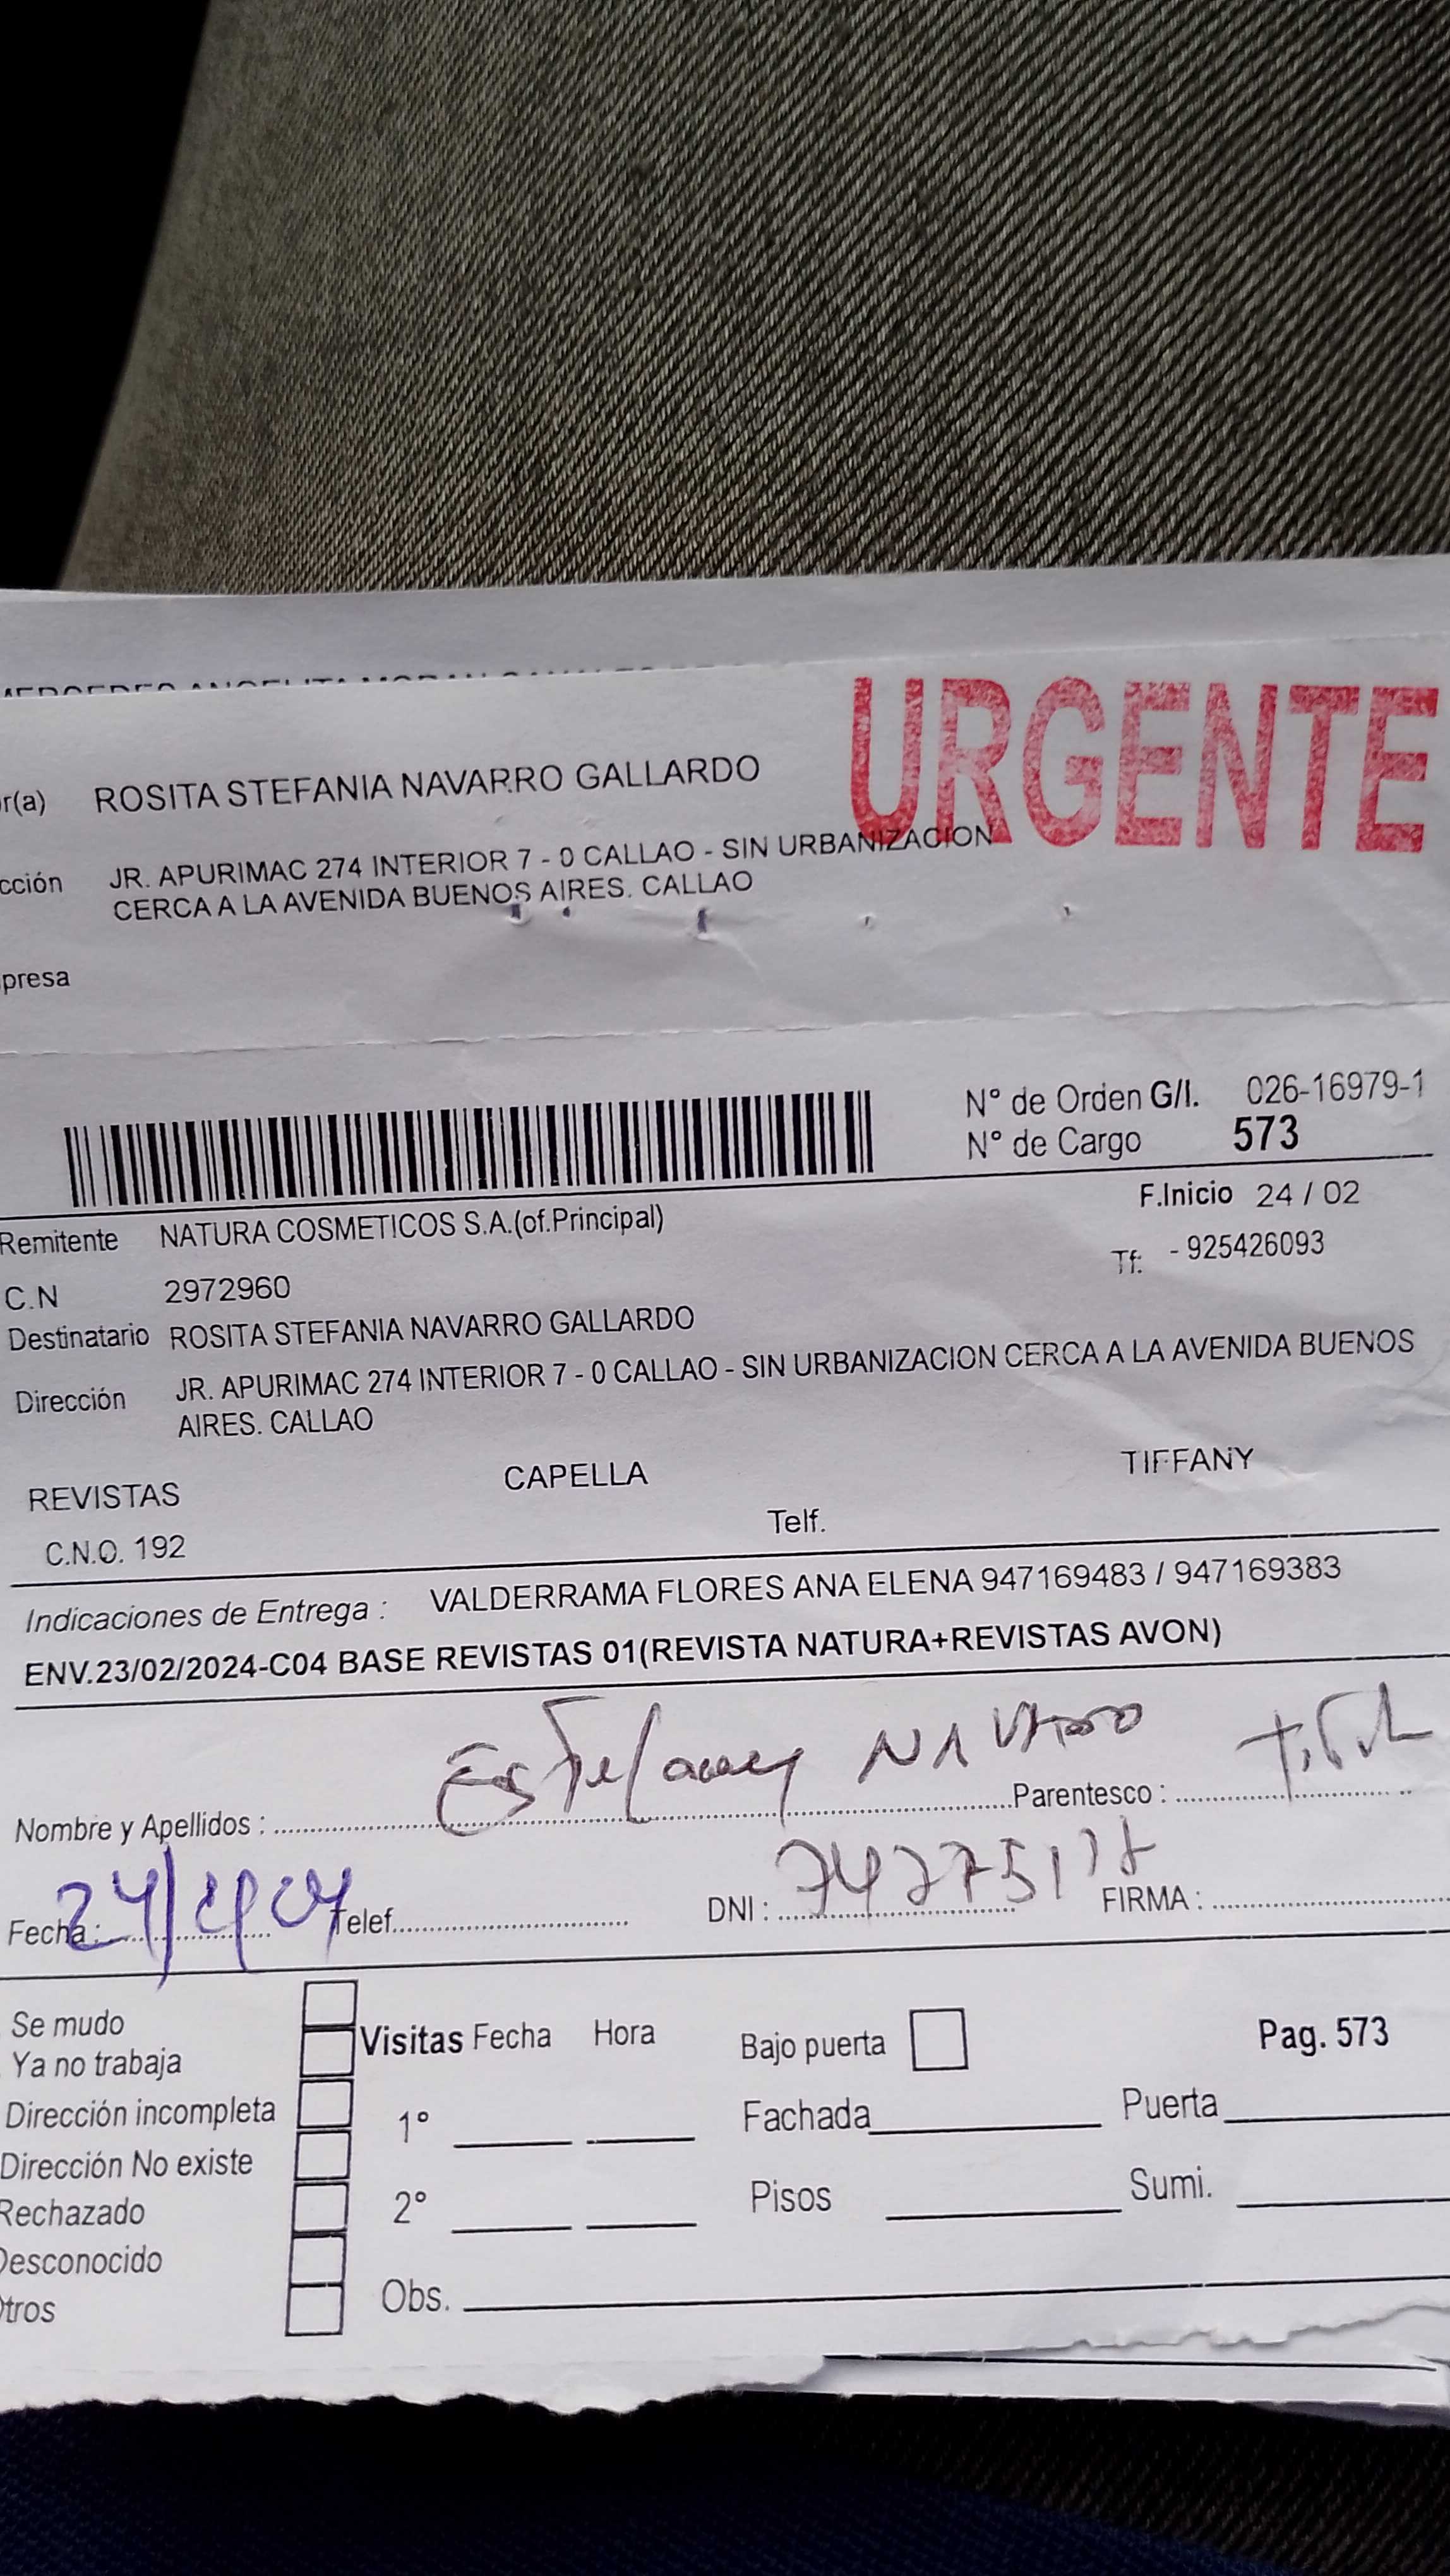 URGENTE
r(a) ROSITA STEFANIA NAVARRO GALLARDO
cción JR. APURIMAC 274 INTERIOR 7 - 0 CALLAO - SIN URBANIZACION
CERCA A LA AVENIDA BUENOS AIRES. CALLAO
presa
N° de Orden G/I. 026-16979-1
N° de Cargo 573
F.Inicio 24 / 02
Remitente NATURA COSMETICOS S.A.(of.Principal)
Tf: - 925426093
C.N 2972960
Destinatario ROSITA STEFANIA NAVARRO GALLARDO
Dirección JR. APURIMAC 274 INTERIOR 7 - 0 CALLAO - SIN URBANIZACION CERCA A LA AVENIDA BUENOS
AIRES. CALLAO
REVISTAS CAPELLA TIFFANY
C.N.O. 192 Telf.
Indicaciones de Entrega : VALDERRAMA FLORES ANA ELENA 947169483 / 947169383
ENV.23/02/2024-C04 BASE REVISTAS 01(REVISTA NATURA+REVISTAS AVON)
Nombre y Apellidos : Parentesco :
Fecha: Telef. DNI : FIRMA :
Se mudo
Ya no trabaja
Visitas Fecha Hora Bajo puerta Pag. 573
Dirección incompleta 1° Fachada Puerta
Dirección No existe
Rechazado 2° Pisos Sumi.
Desconocido
Otros Obs.